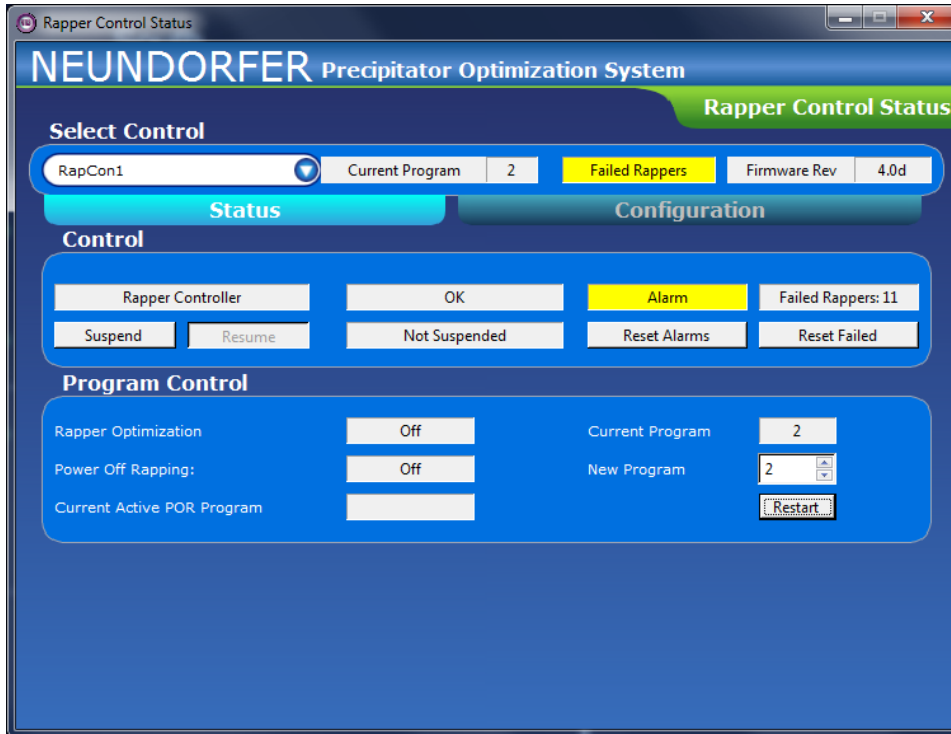 Rapper Control Status
NEUNDORFER Precipitator Optimization System
Rapper Control Status
Select Control
RapCon1 Current Program 2 Failed Rappers Firmware Rev 4.0d
Status Configuration
Control
Rapper Controller OK Alarm Failed Rappers: 11
Suspend Resume Not Suspended Reset Alarms Reset Failed
Program Control
Rapper Optimization Off Current Program 2
Power Off Rapping: Off New Program 2
Current Active POR Program Restart